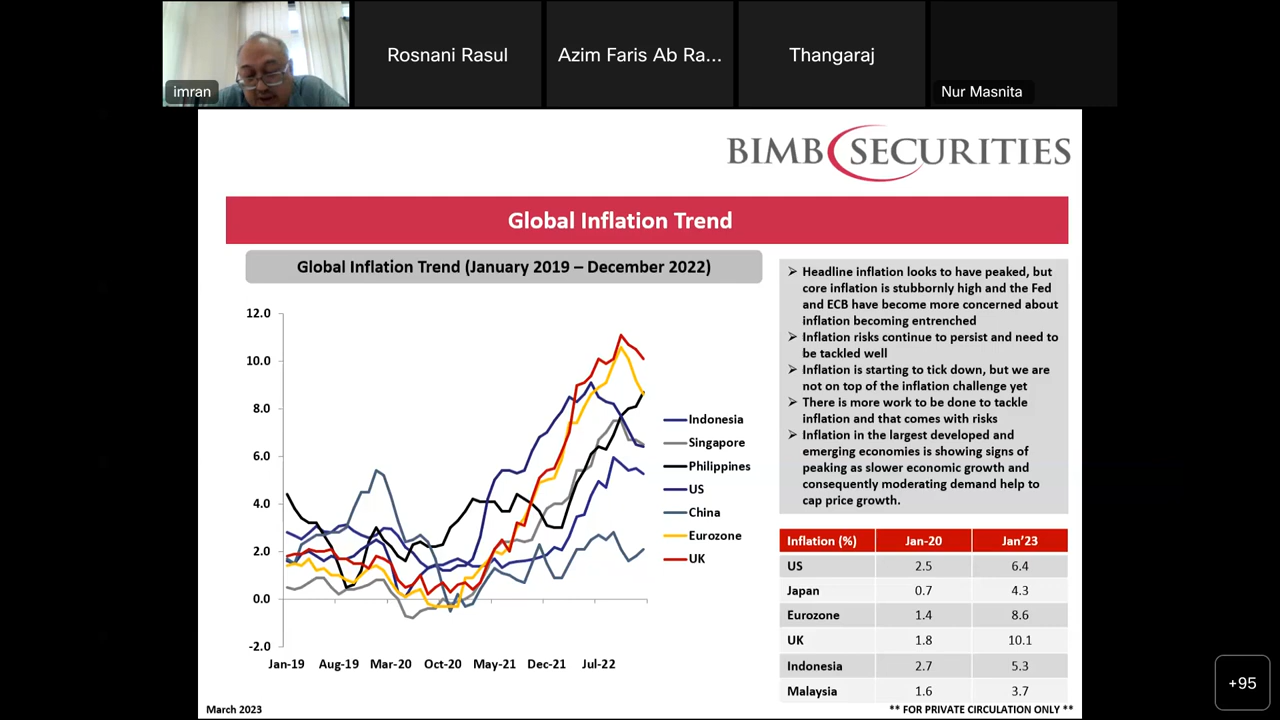 imran
Rosnani Rasul
Azim Faris Ab Ra...
Thangaraj
Nur Masnita
BIMB SECURITIES
Global Inflation Trend
Global Inflation Trend (January 2019 – December 2022)
12.0
10.0
8.0
6.0
4.0
2.0
0.0
-2.0
Jan-19 Aug-19 Mar-20 Oct-20 May-21 Dec-21 Jul-22
Indonesia
Singapore
Philippines
US
China
Eurozone
UK
➢ Headline inflation looks to have peaked, but
core inflation is stubbornly high and the Fed
and ECB have become more concerned about
inflation becoming entrenched
➢ Inflation risks continue to persist and need to
be tackled well
➢ Inflation is starting to tick down, but we are
not on top of the inflation challenge yet
➢ There is more work to be done to tackle
inflation and that comes with risks
➢ Inflation in the largest developed and
emerging economies is showing signs of
peaking as slower economic growth and
consequently moderating demand help to
cap price growth.
Inflation (%) Jan-20 Jan'23
US 2.5 6.4
Japan 0.7 4.3
Eurozone 1.4 8.6
UK 1.8 10.1
Indonesia 2.7 5.3
Malaysia 1.6 3.7
March 2023
** FOR PRIVATE CIRCULATION ONLY **
+95